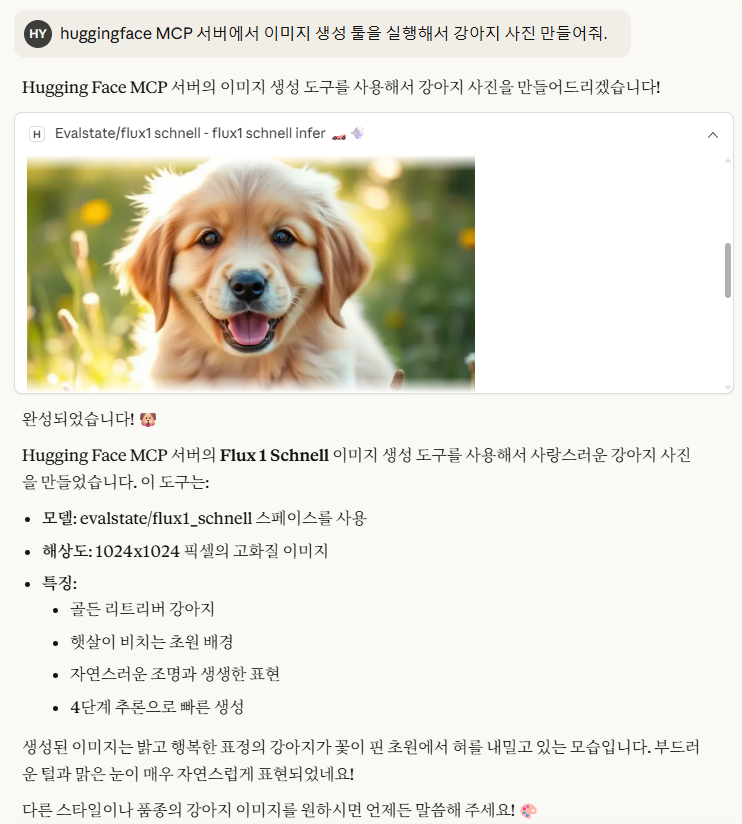 HY huggingface MCP 서버에서 이미지 생성 툴을 실행해서 강아지 사진 만들어줘.
Hugging Face MCP 서버의 이미지 생성 도구를 사용해서 강아지 사진을 만들어드리겠습니다!
H Evalstate/flux1 schnell - flux1 schnell infer 🏎️💨
완성되었습니다! 🐶
Hugging Face MCP 서버의 Flux 1 Schnell 이미지 생성 도구를 사용해서 사랑스러운 강아지 사진
을 만들었습니다. 이 도구는:
• 모델: evalstate/flux1_schnell 스페이스를 사용
• 해상도: 1024x1024 픽셀의 고화질 이미지
• 특징:
• 골든 리트리버 강아지
• 햇살이 비치는 초원 배경
• 자연스러운 조명과 생생한 표현
• 4단계 추론으로 빠른 생성
생성된 이미지는 밝고 행복한 표정의 강아지가 꽃이 핀 초원에서 혀를 내밀고 있는 모습입니다. 부드러
운 털과 맑은 눈이 매우 자연스럽게 표현되었네요!
다른 스타일이나 품종의 강아지 이미지를 원하시면 언제든 말씀해 주세요! 🎨